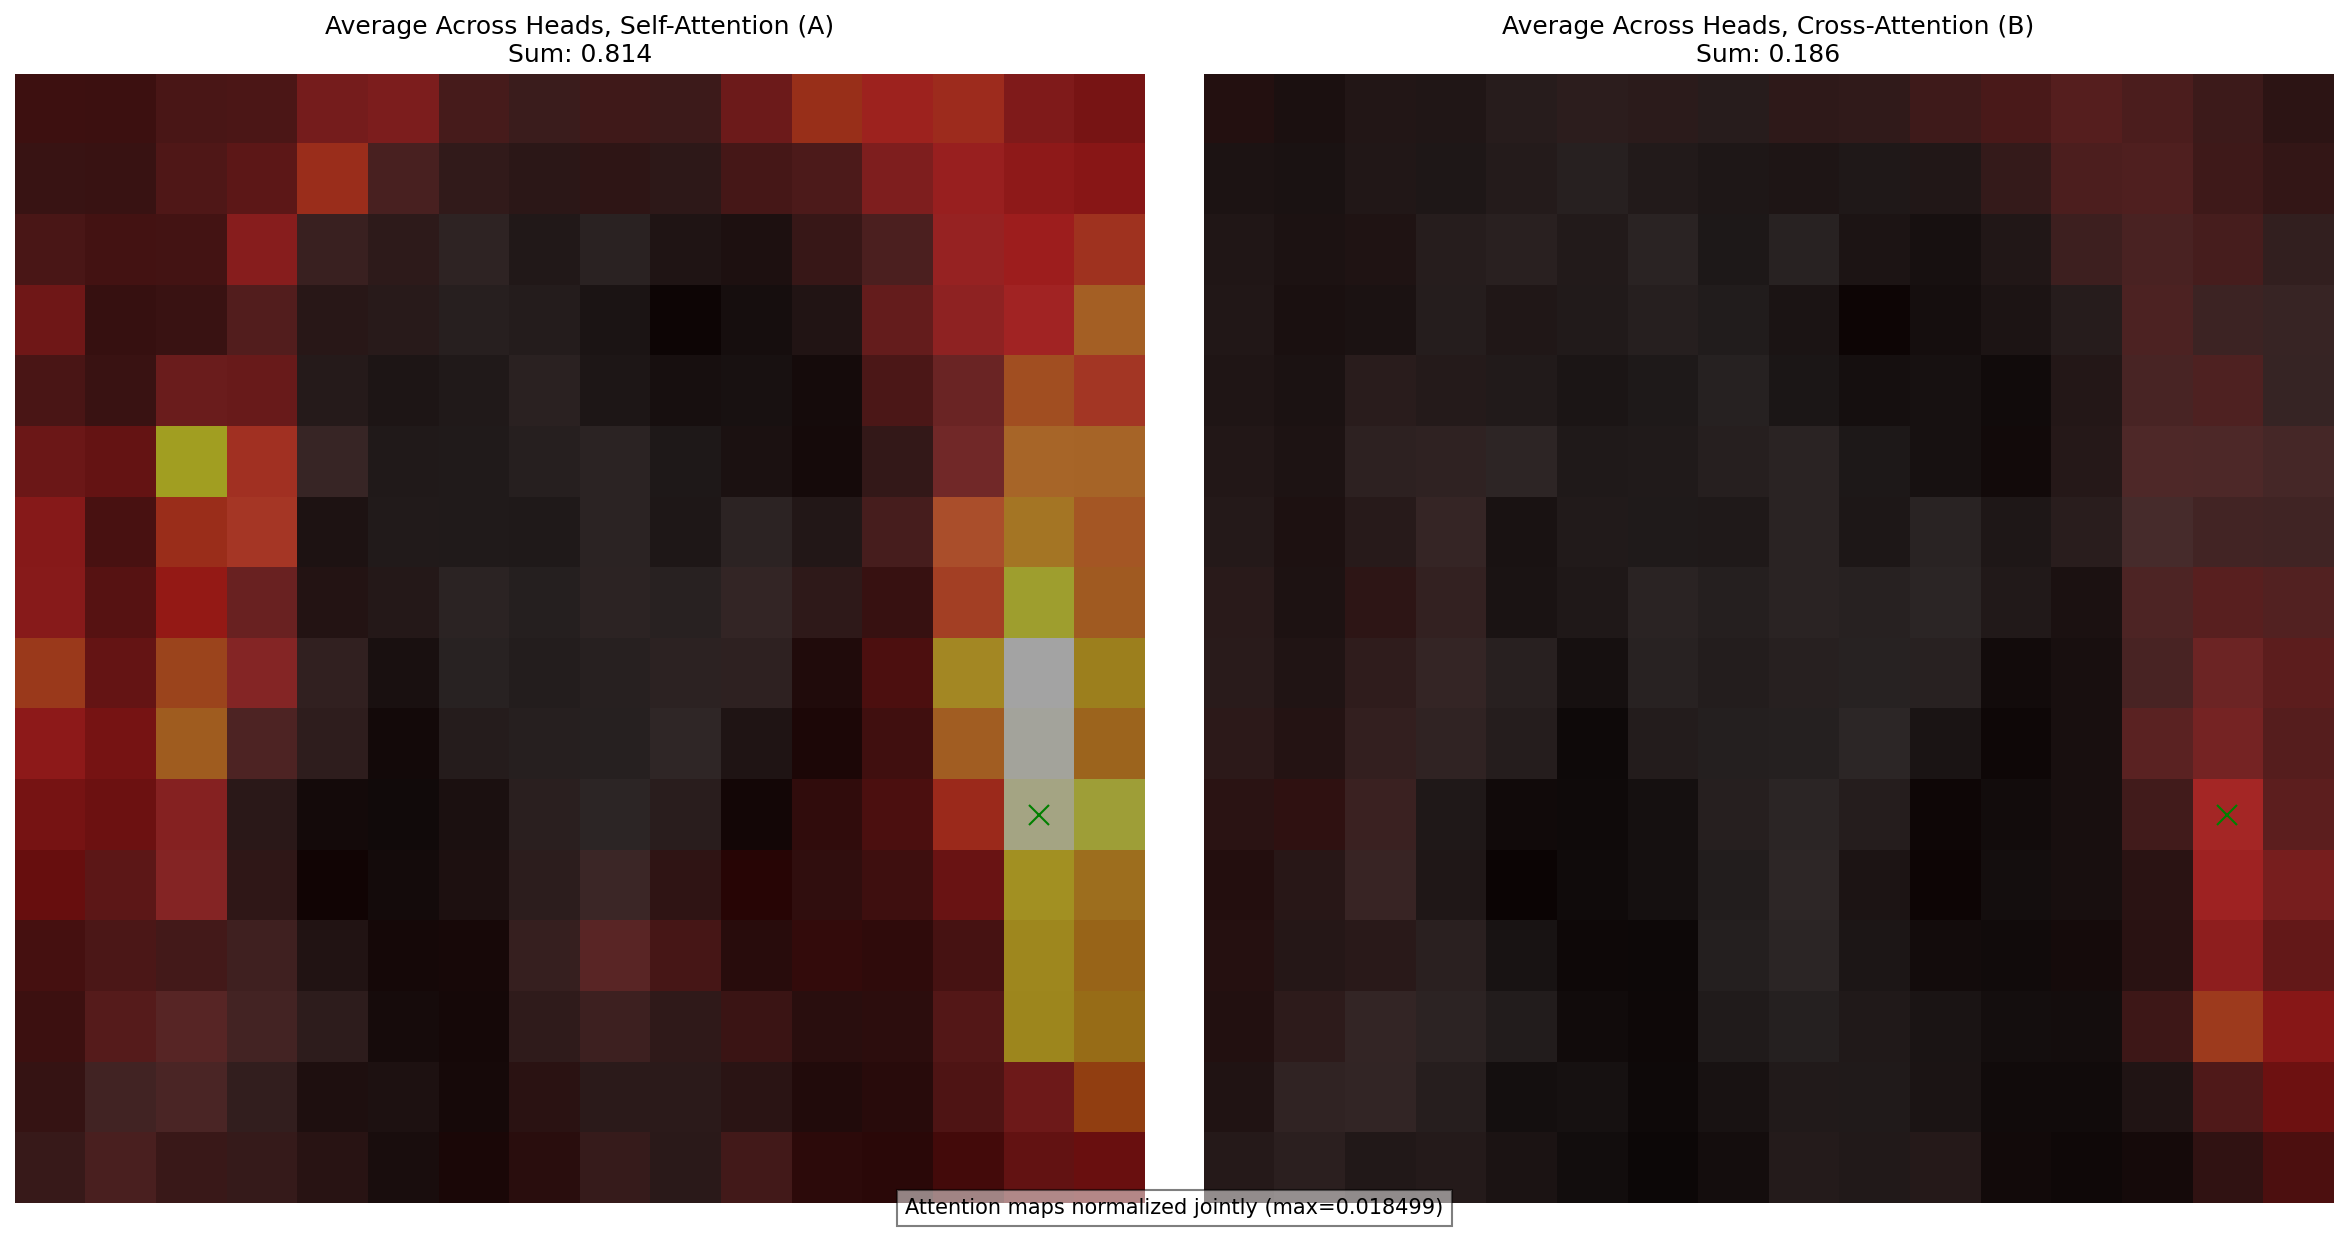 Average Across Heads, Self-Attention (A)
Sum: 0.814
Average Across Heads, Cross-Attention (B)
Sum: 0.186
Attention maps normalized jointly (max=0.018499)